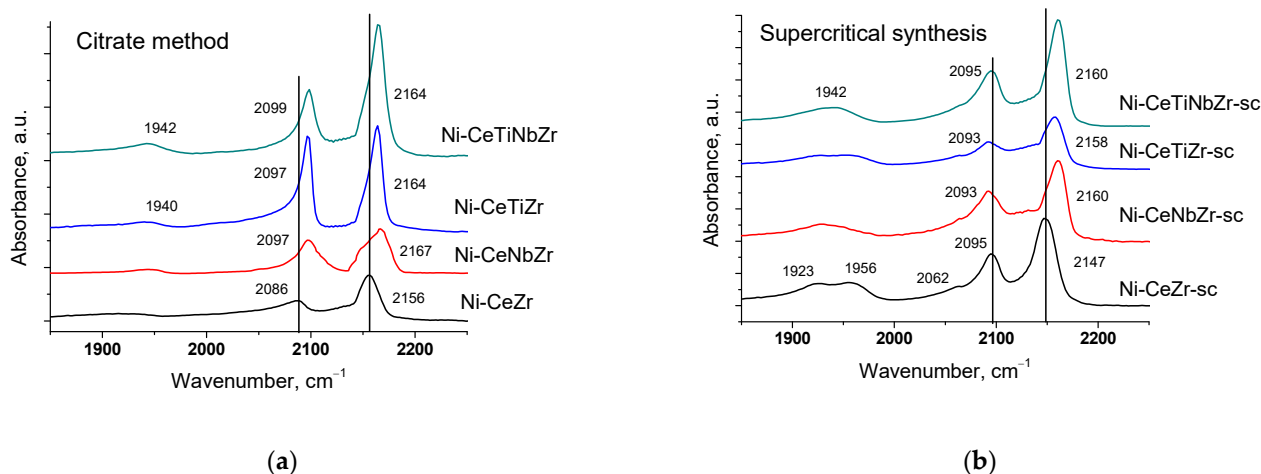 Citrate method
2164
2099
1942
Ni-CeTiNbZr
2097
2164
1940
Ni-CeTiZr
2097
2167
Ni-CeNbZr
2086
2156
Ni-CeZr
Absorbance, a.u.
1900 2000 2100 2200
Wavenumber, cm−1
(a)
Supercritical synthesis
2095
2160
1942
Ni-CeTiNbZr-sc
2093
2158
Ni-CeTiZr-sc
2093
2160
Ni-CeNbZr-sc
2095
1923 1956 2062
2147
Ni-CeZr-sc
Absorbance, a.u.
1900 2000 2100 2200
Wavenumber, cm−1
(b)